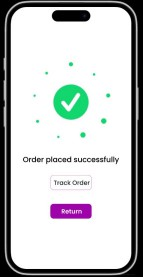 Order placed successfully
Track Order
Return